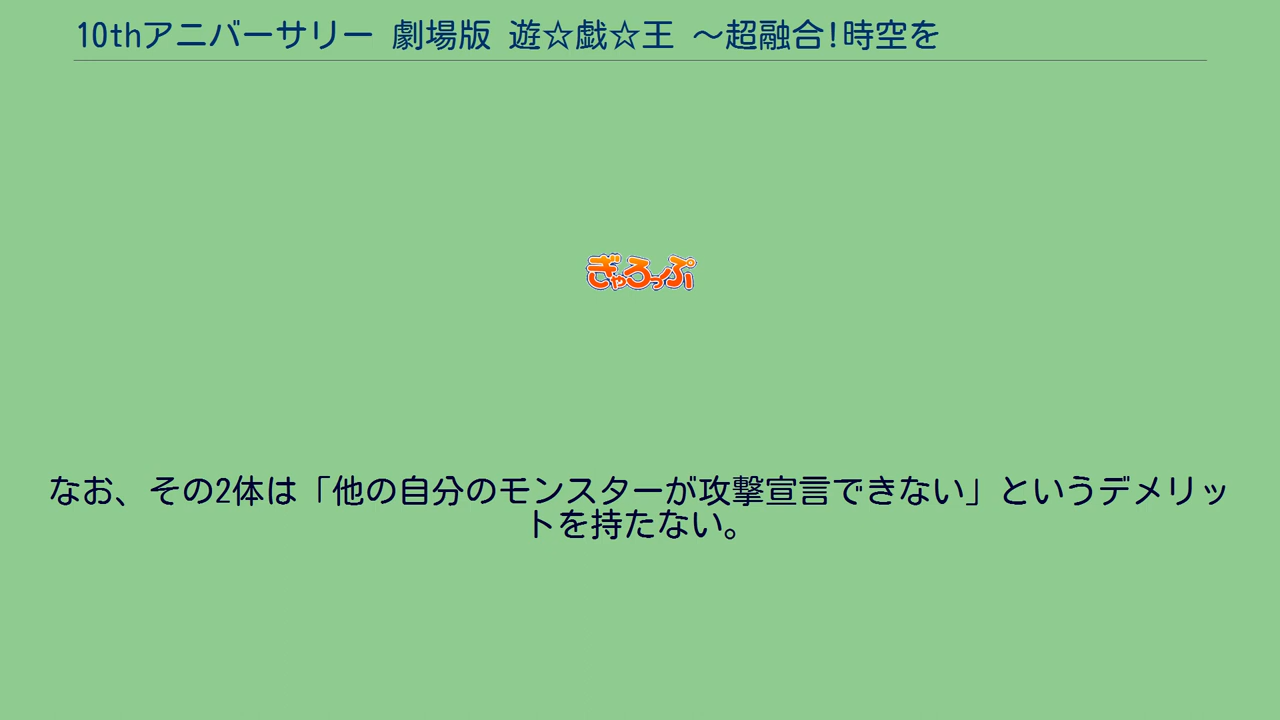 10thアニバーサリー 劇場版 遊☆戯☆王 ～超融合!時空を
ぎゃろっぷ
なお、その2体は「他の自分のモンスターが攻撃宣言できない」というデメリッ
トを持たない。